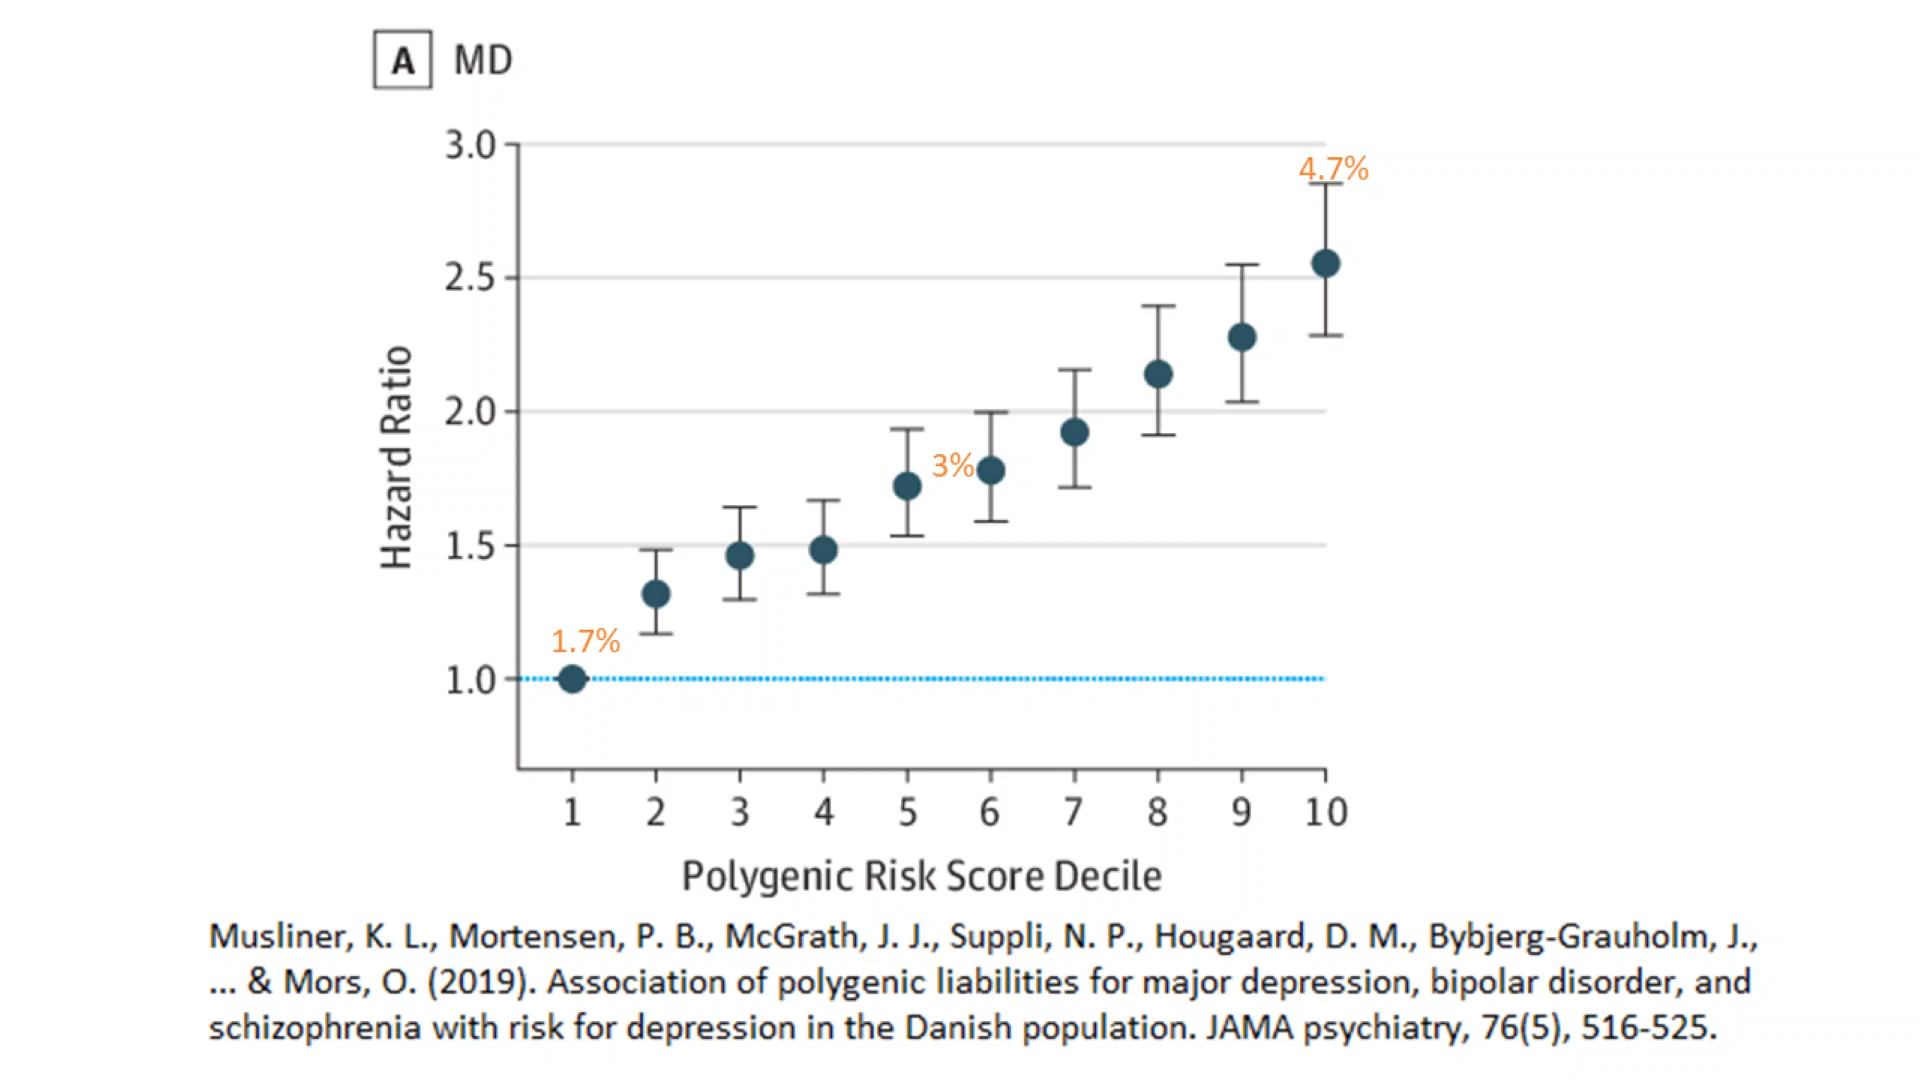 A MD
3.0
4.7%
2.5
2.0
3%
1.5
1.7%
1.0
Hazard Ratio
1 2 3 4 5 6 7 8 9 10
Polygenic Risk Score Decile
Musliner, K. L., Mortensen, P. B., McGrath, J. J., Suppli, N. P., Hougaard, D. M., Bybjerg-Grauholm, J.,
... & Mors, O. (2019). Association of polygenic liabilities for major depression, bipolar disorder, and
schizophrenia with risk for depression in the Danish population. JAMA psychiatry, 76(5), 516-525.